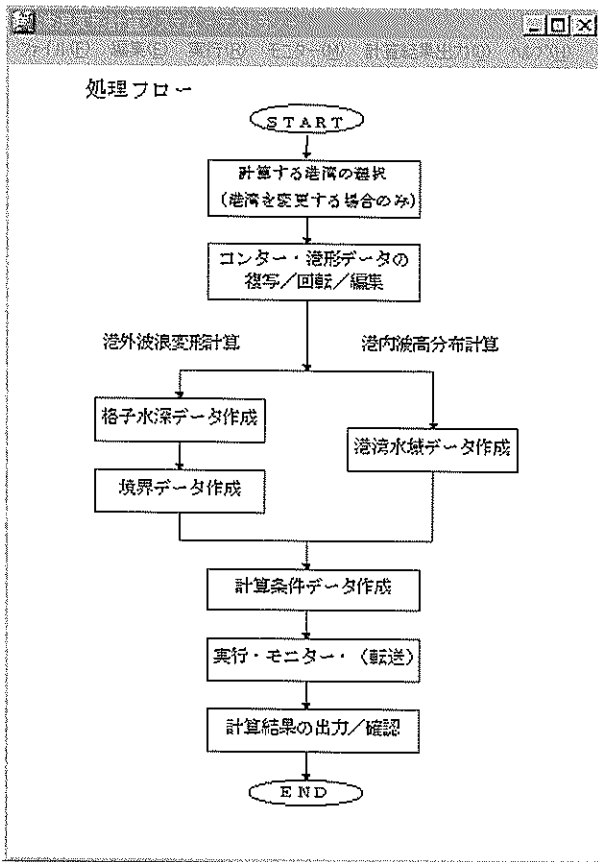 処理フロー
START
計算する港湾の選択
（港湾を変更する場合のみ）
コンター・港形データの
複写／回転／編集
港外波浪変形計算
港内波高分布計算
格子水深データ作成
港湾水域データ作成
境界データ作成
計算条件データ作成
実行・モニター・（転送）
計算結果の出力／確認
END